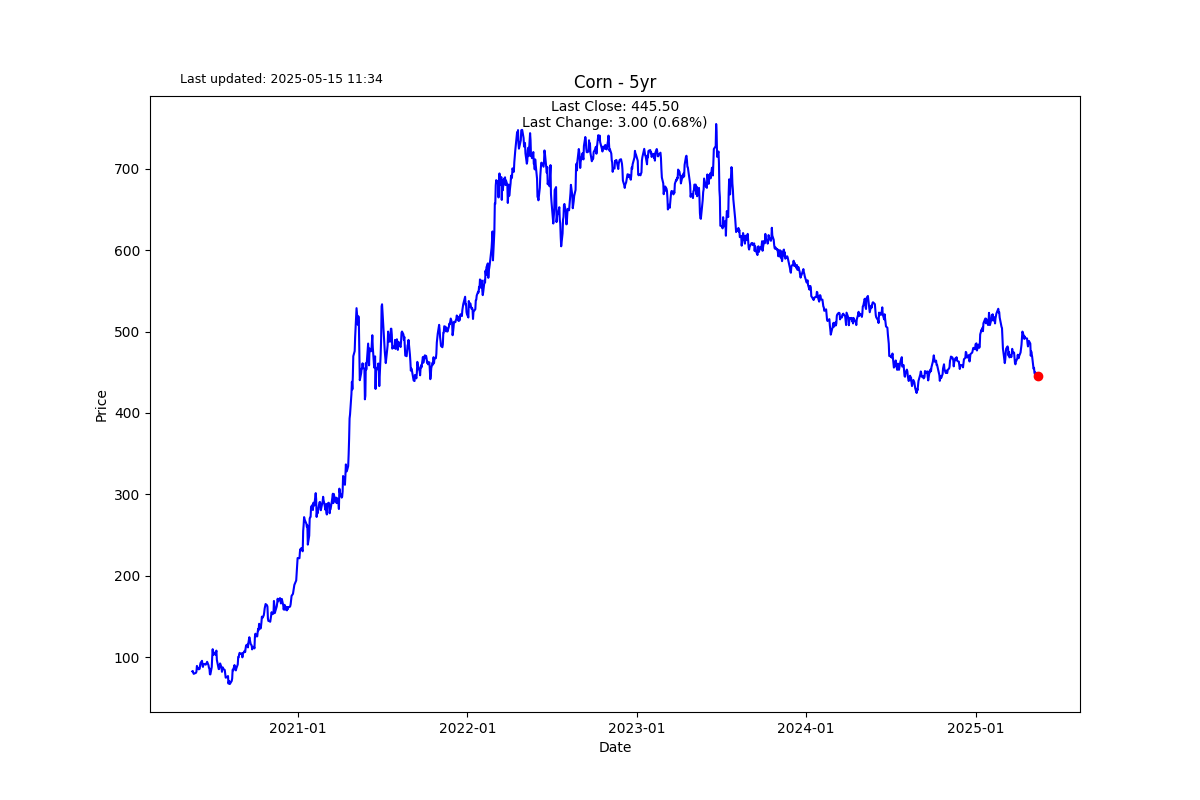 Last updated: 2025-05-15 11:34
Corn - 5yr
Last Close: 445.50
Last Change: 3.00 (0.68%)
700
600
500
400
300
200
100
Price
2021-01
2022-01
2023-01
2024-01
2025-01
Date